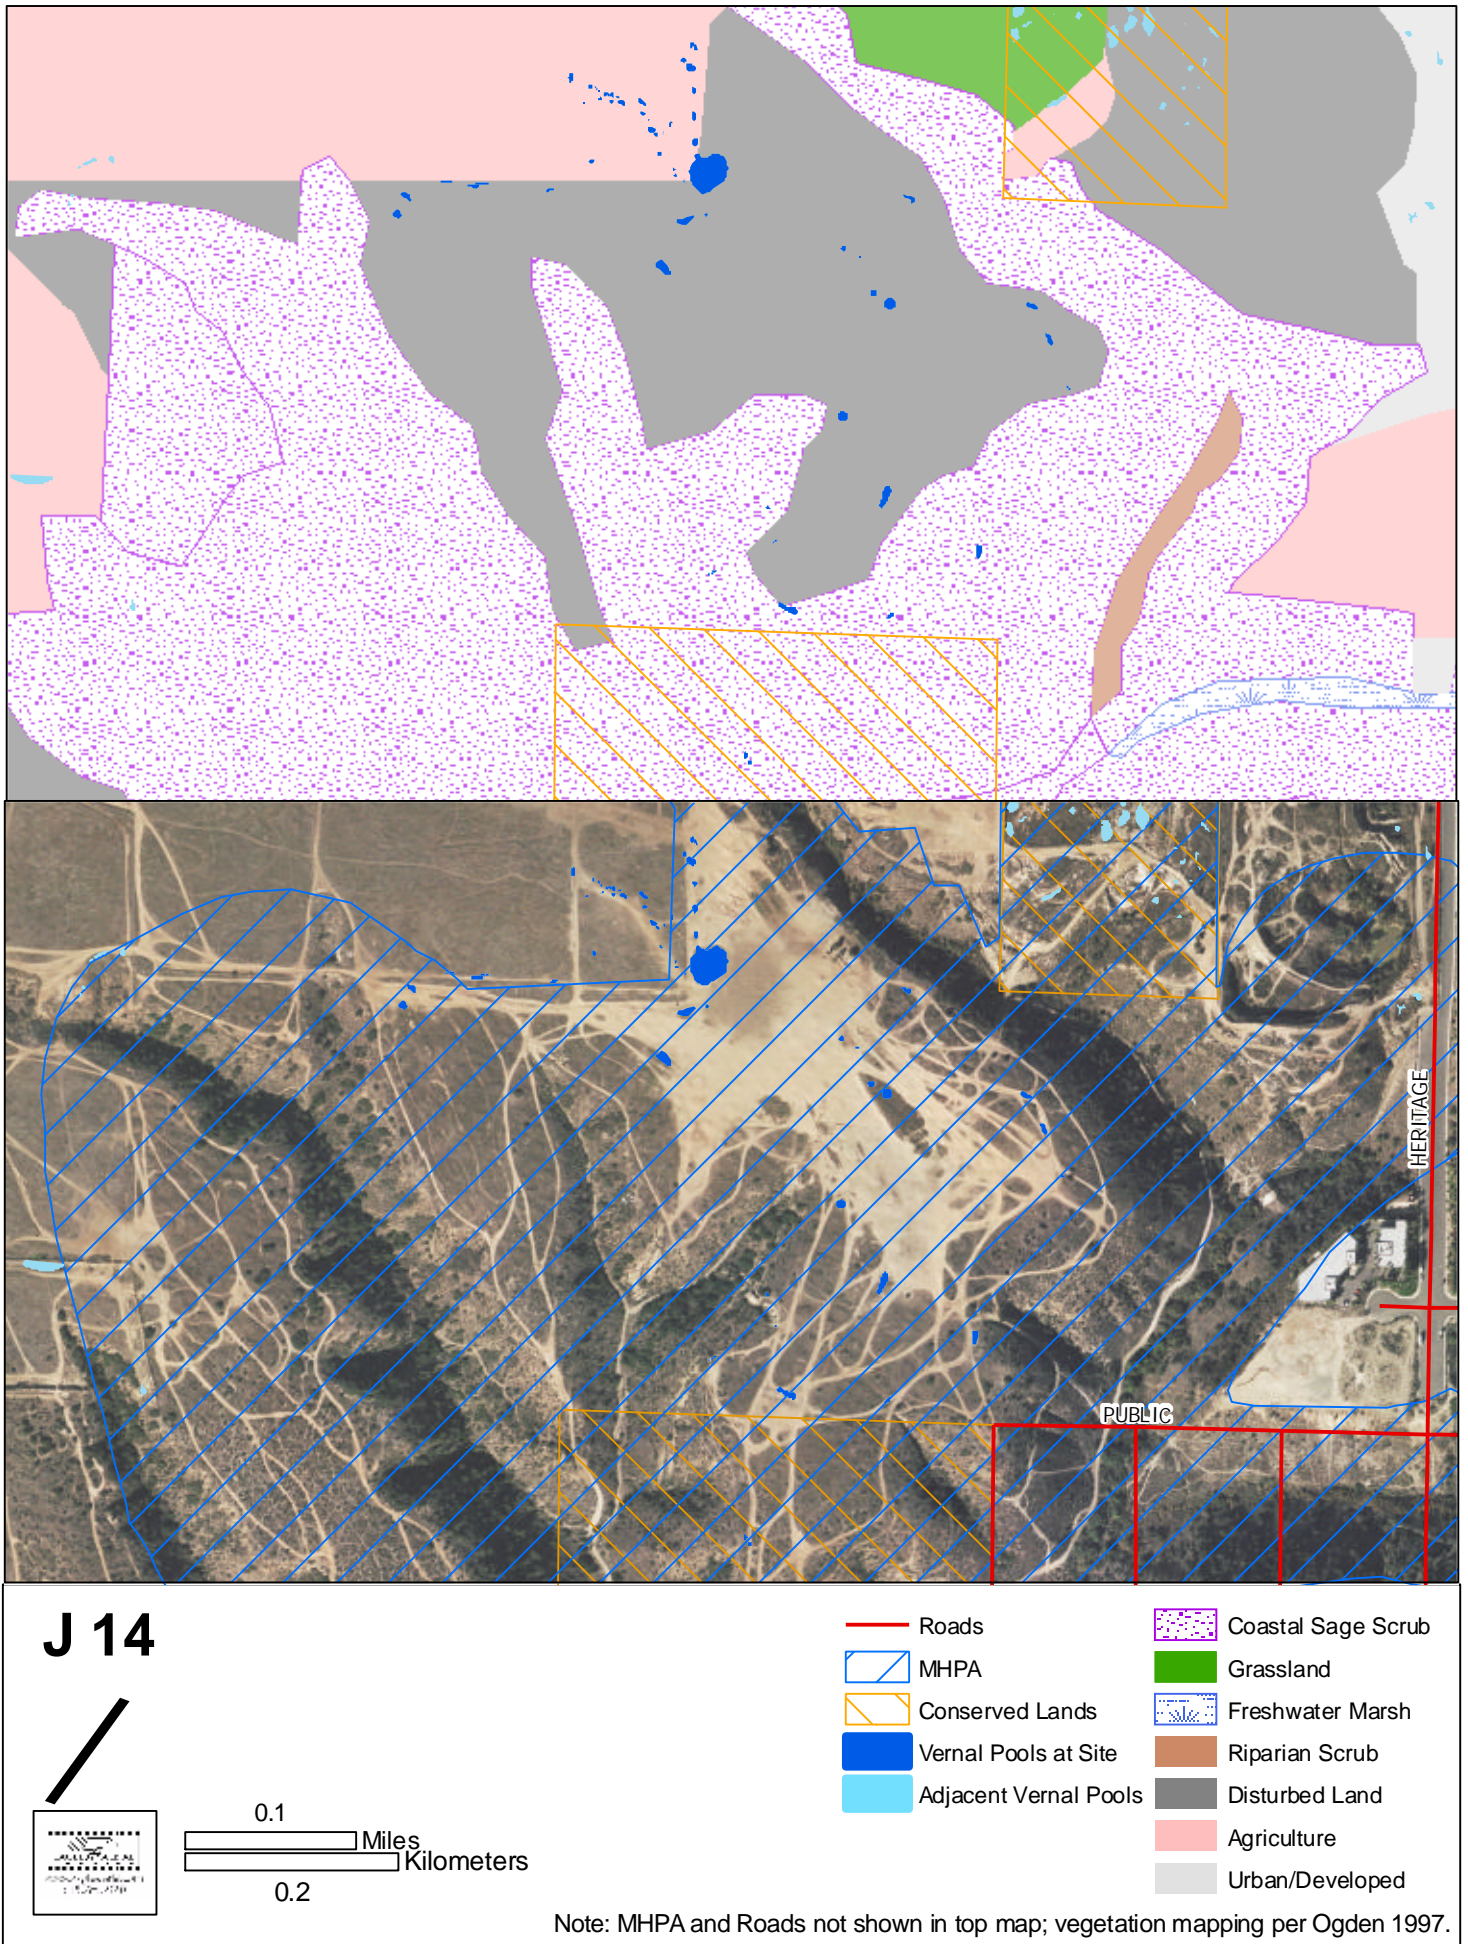 HERITAGE
PUBLIC
J 14
Roads
MHPA
Conserved Lands
Vernal Pools at Site
Adjacent Vernal Pools
Coastal Sage Scrub
Grassland
Freshwater Marsh
Riparian Scrub
Disturbed Land
Agriculture
Urban/Developed
0.1
Miles
Kilometers
0.2
Note: MHPA and Roads not shown in top map; vegetation mapping per Ogden 1997.